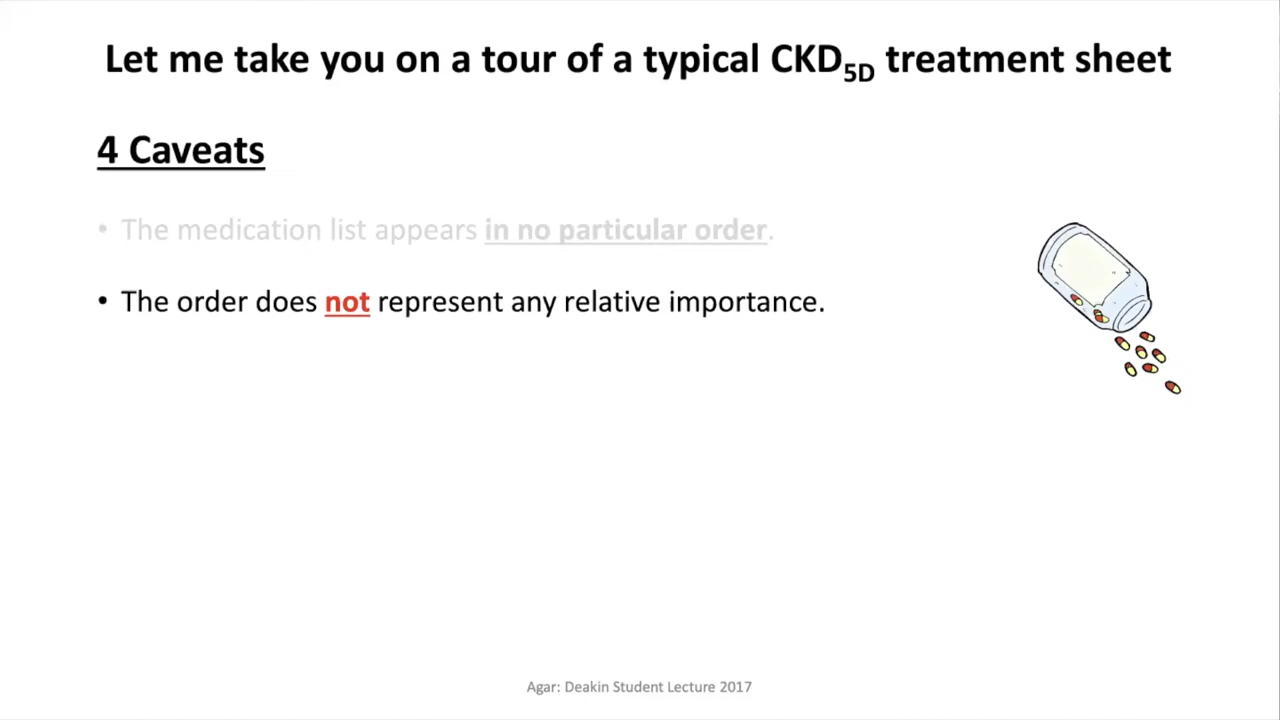 Let me take you on a tour of a typical CKD5D treatment sheet
4 Caveats
• The medication list appears in no particular order.
• The order does not represent any relative importance.
Agar: Deakin Student Lecture 2017